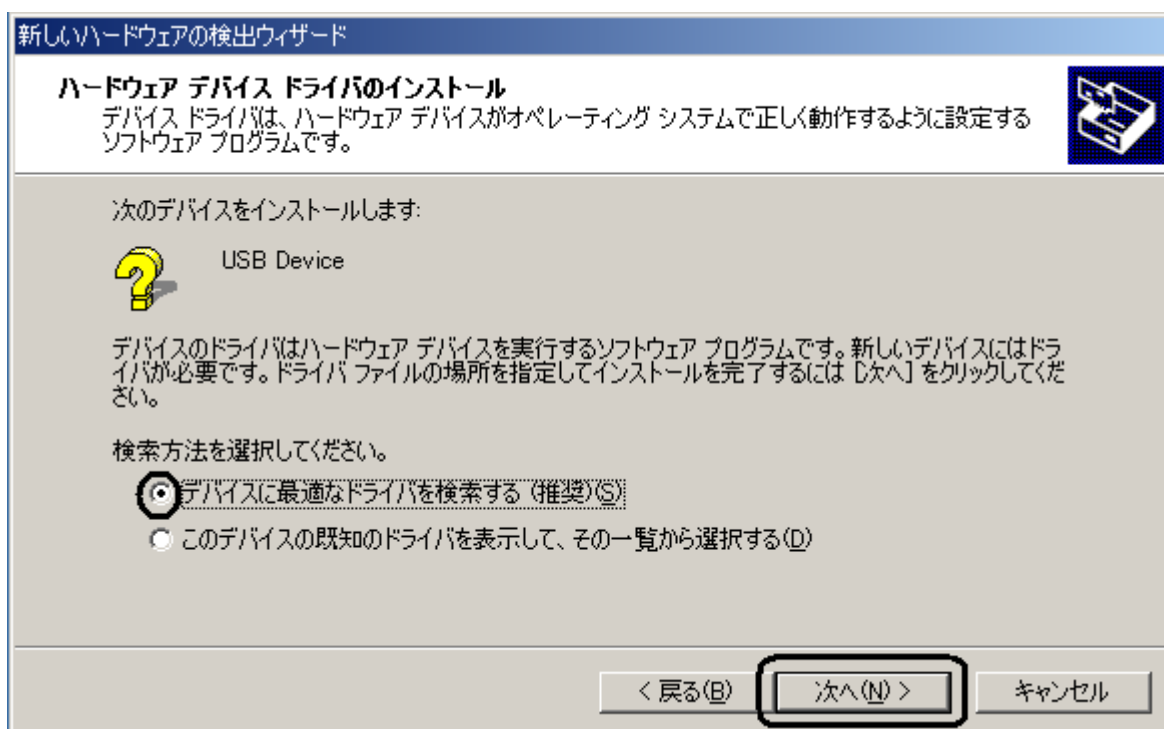 新しいハードウェアの検出ウィザード
ハードウェア デバイス ドライバのインストール
デバイス ドライバは、ハードウェア デバイスがオペレーティング システムで正しく動作するように設定する
ソフトウェア プログラムです。
次のデバイスをインストールします:
USB Device
デバイスのドライバはハードウェア デバイスを実行するソフトウェア プログラムです。新しいデバイスにはドラ
イバが必要です。ドライバ ファイルの場所を指定してインストールを完了するには [次へ] をクリックしてくだ
さい。
検索方法を選択してください。
デバイスに最適なドライバを検索する (推奨)(S)
このデバイスの既知のドライバを表示して、その一覧から選択する(D)
< 戻る(B)
次へ(N) >
キャンセル